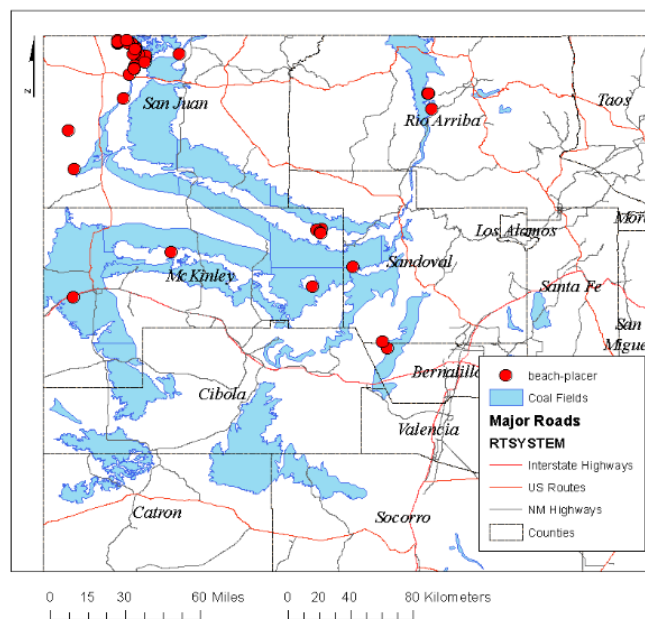 z
San Juan
Rio Arriba
Taos
Mor
Los Alamos
McKinley
Sandoval
Santa Fe
San
Migue
Bernalillo
Cibola
Valencia
Catron
Socorro
beach-placer
Coal Fields
Major Roads
RTSYSTEM
Interstate Highways
US Routes
NM Highways
Counties
0 15 30 60 Miles
0 20 40 80 Kilometers